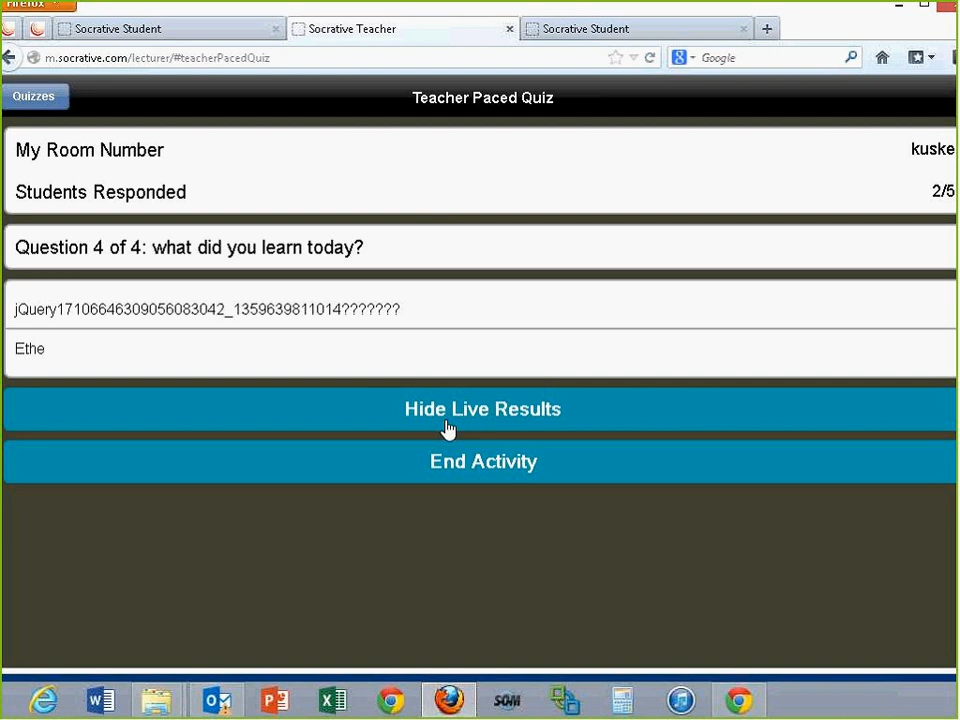 Firefox
Socrative Student
Socrative Teacher
Socrative Student
m.socrative.com/lecturer/#teacherPacedQuiz
Google
Quizzes
Teacher Paced Quiz
My Room Number
kuske
Students Responded
2/5
Question 4 of 4: what did you learn today?
jQuery17106646309056083042_1359639811014???????
Ethe
Hide Live Results
End Activity
SOM